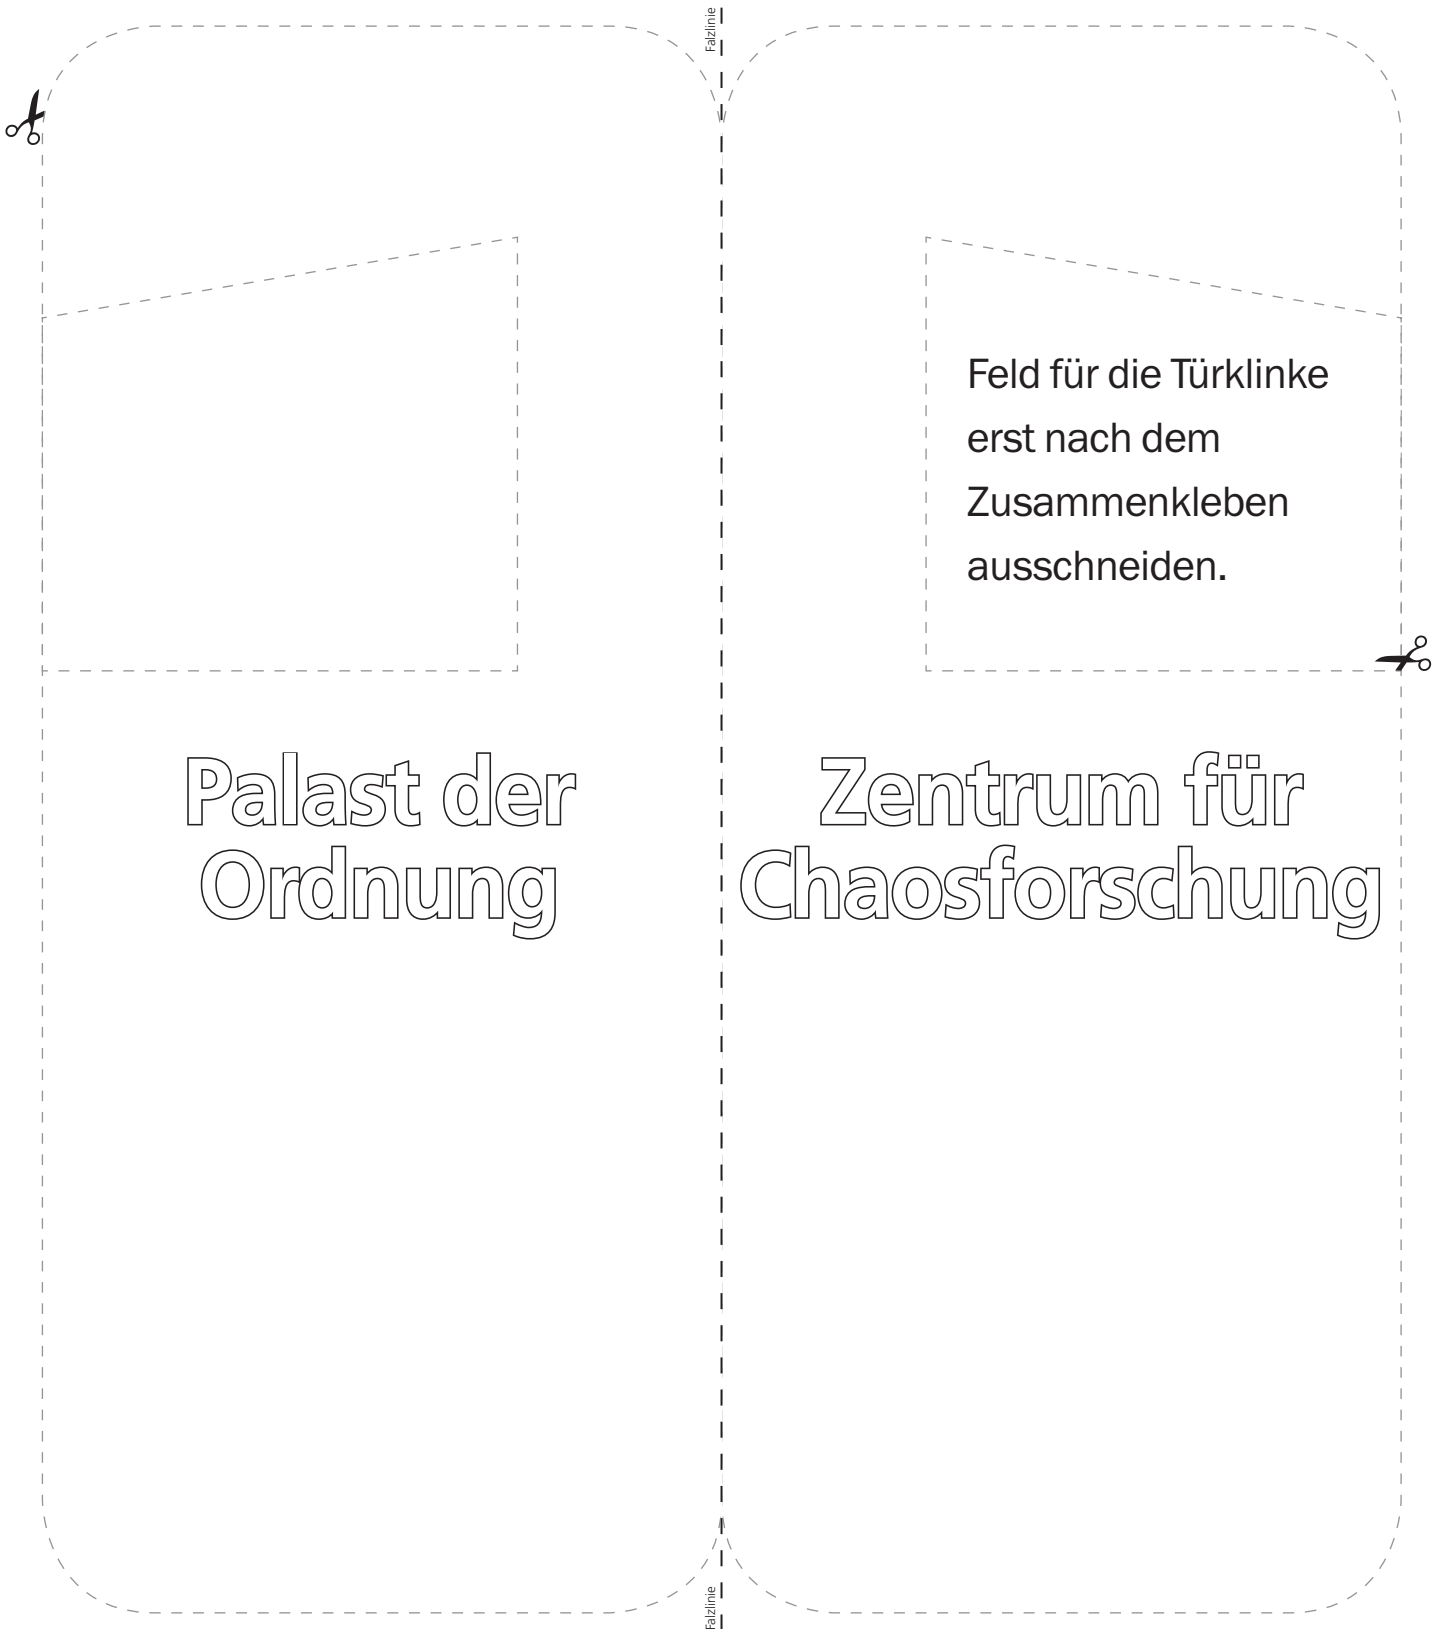 Falzlinie
Feld für die Türklinke
erst nach dem
Zusammenkleben
ausschneiden.
Palast der
Ordnung
Zentrum für
Chaosforschung
Falzlinie